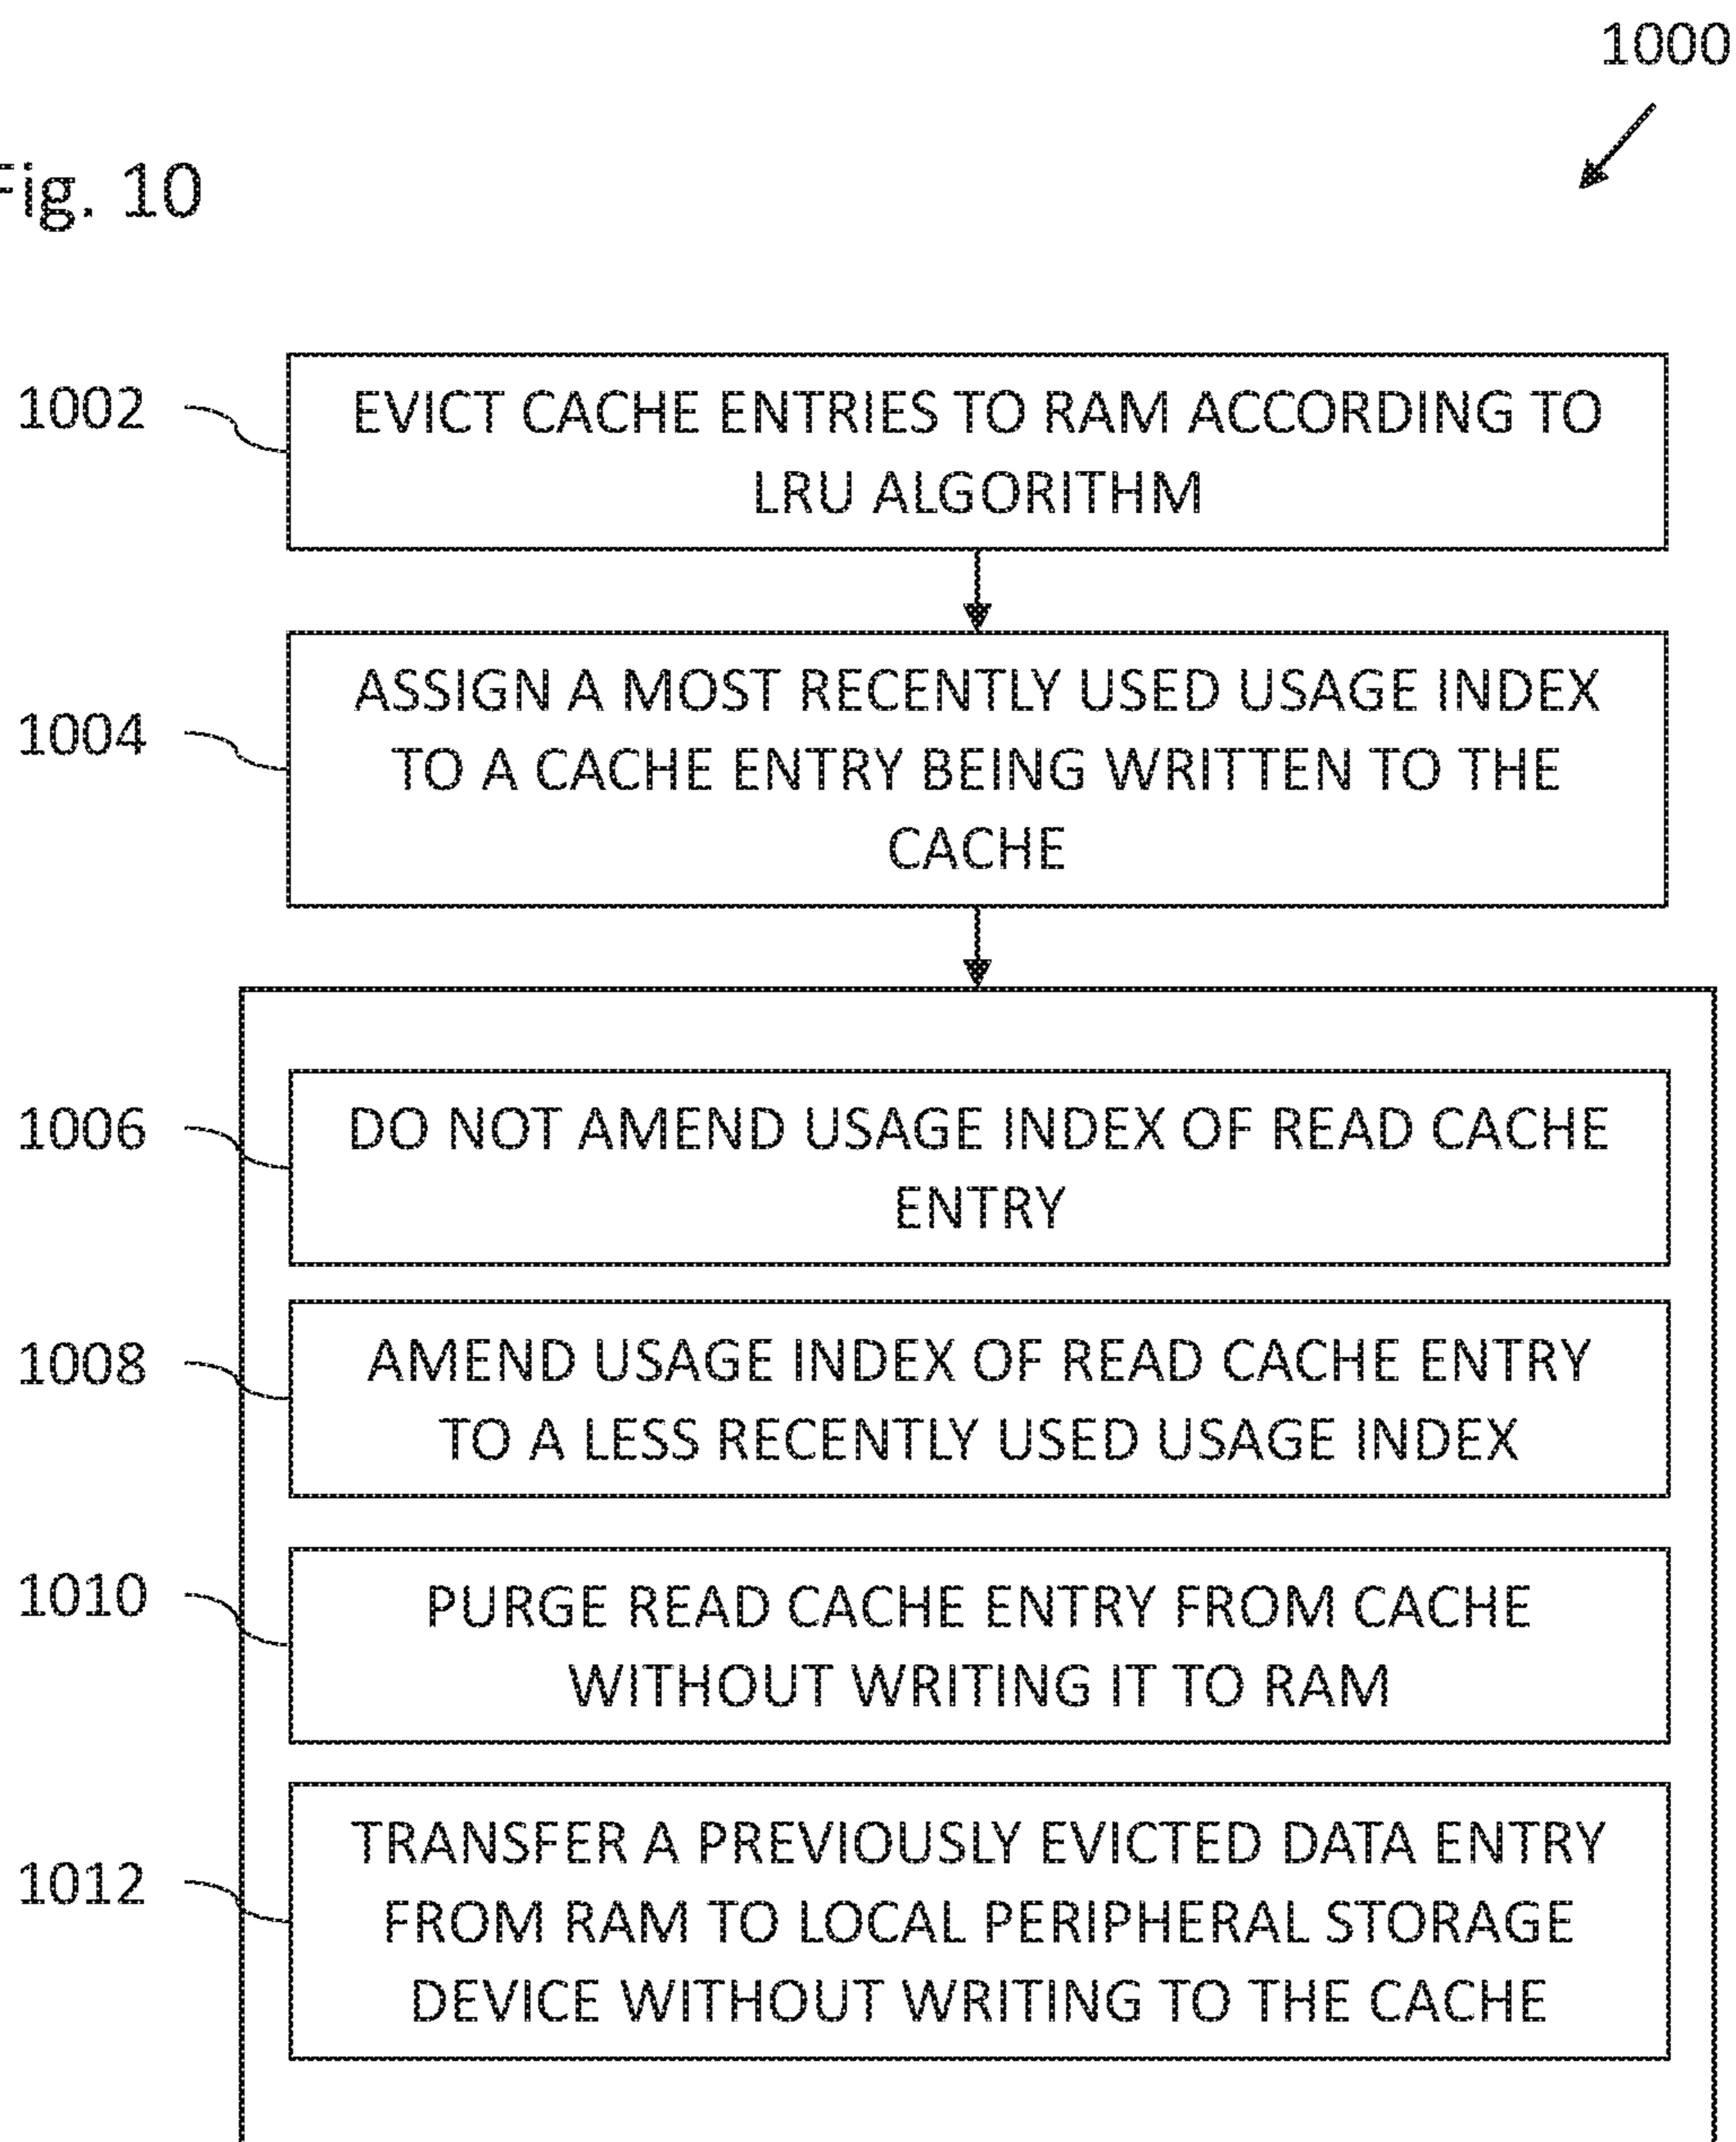 1000
Fig. 10
1002
EVICT CACHE ENTRIES TO RAM ACCORDING TO
LRU ALGORITHM
1004
ASSIGN A MOST RECENTLY USED USAGE INDEX
TO A CACHE ENTRY BEING WRITTEN TO THE
CACHE
1006
DO NOT AMEND USAGE INDEX OF READ CACHE
ENTRY
1008
AMEND USAGE INDEX OF READ CACHE ENTRY
TO A LESS RECENTLY USED USAGE INDEX
1010
PURGE READ CACHE ENTRY FROM CACHE
WITHOUT WRITING IT TO RAM
1012
TRANSFER A PREVIOUSLY EVICTED DATA ENTRY
FROM RAM TO LOCAL PERIPHERAL STORAGE
DEVICE WITHOUT WRITING TO THE CACHE